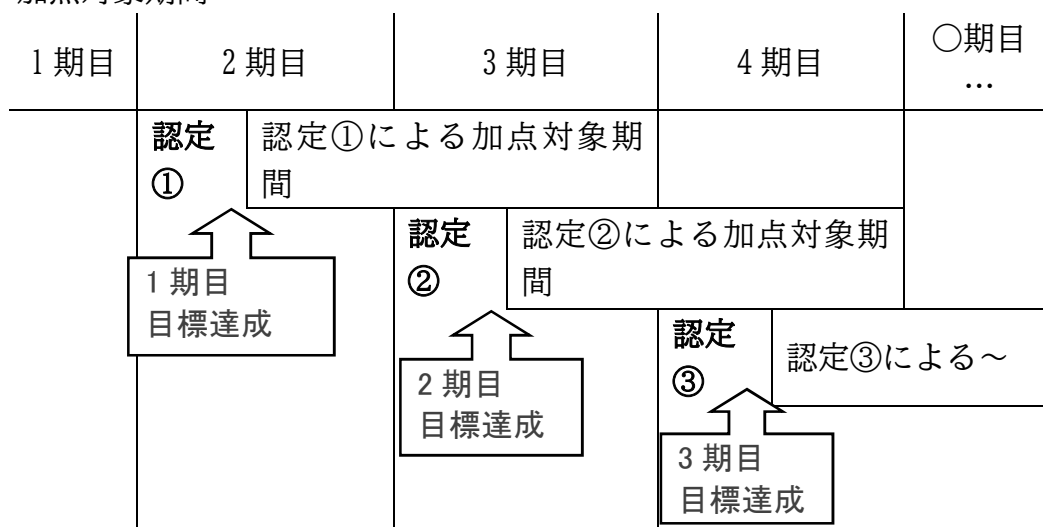 1期目
2期目
3期目
4期目
○期目
…
認定
①
認定①による加点対象期
間
1期目
目標達成
認定
②
認定②による加点対象期
間
2期目
目標達成
認定
③
認定③による～
3期目
目標達成